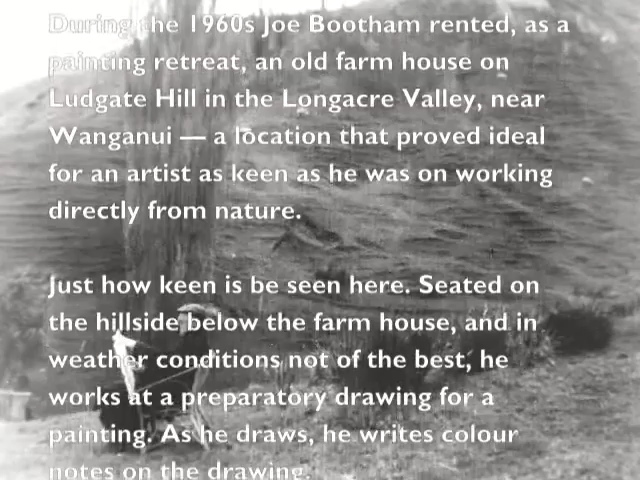 During the 1960s Joe Bootham rented, as a
painting retreat, an old farm house on
Ludgate Hill in the Longacre Valley, near
Wanganui — a location that proved ideal
for an artist as keen as he was on working
directly from nature.
Just how keen is be seen here. Seated on
the hillside below the farm house, and in
weather conditions not of the best, he
works at a preparatory drawing for a
painting. As he draws, he writes colour
notes on the drawing.